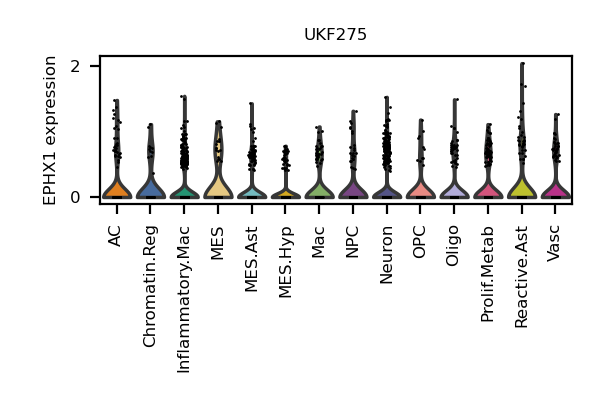 UKF275
EPHX1 expression
2
0
AC
Chromatin.Reg
Inflammatory.Mac
MES
MES.Ast
MES.Hyp
Mac
NPC
Neuron
OPC
Oligo
Prolif.Metab
Reactive.Ast
Vasc